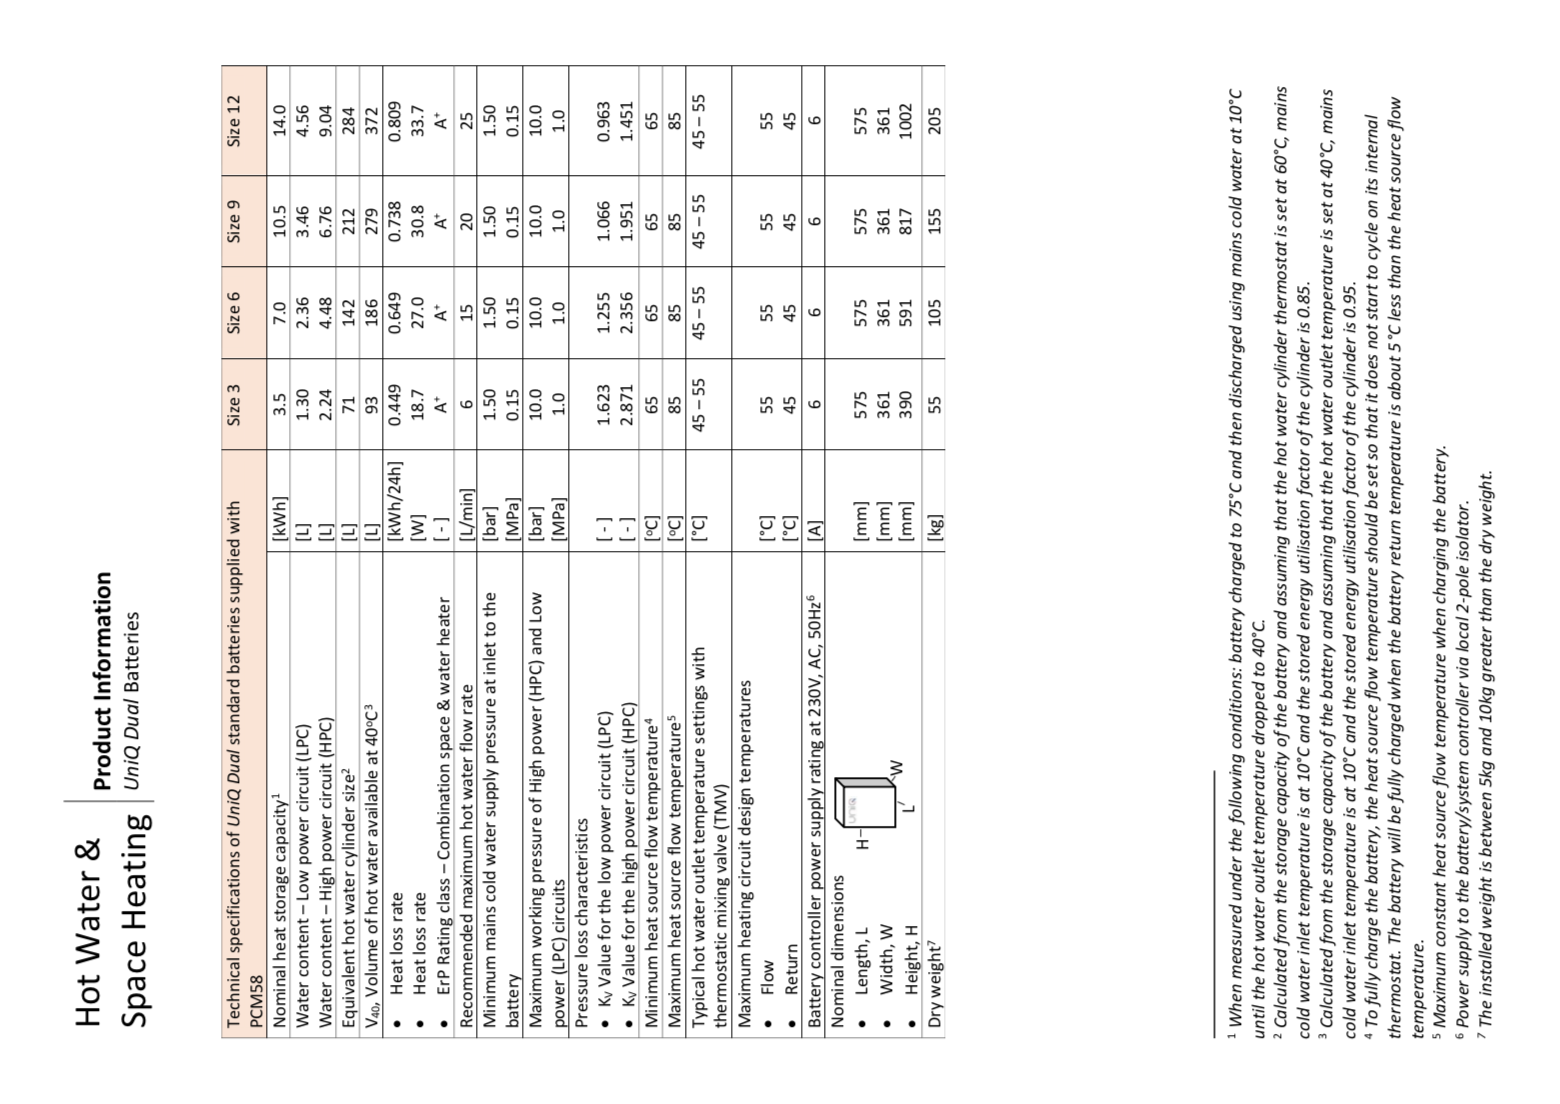 Hot Water &
Space Heating
Product Information
UniQ Dual Batteries
Technical specifications of UniQ Dual standard batteries supplied with PCM58 Size 3 Size 6 Size 9 Size 12
Nominal heat storage capacity¹ [kWh] 3.5 7.0 10.5 14.0
Water content – Low power circuit (LPC) [L] 1.30 2.36 3.46 4.56
Water content – High power circuit (HPC) [L] 2.24 4.48 6.76 9.04
Equivalent hot water cylinder size² [L] 71 142 212 284
V₄₀, Volume of hot water available at 40ºC³ [L] 93 186 279 372
• Heat loss rate [kWh/24h] 0.449 0.649 0.738 0.809
• Heat loss rate [W] 18.7 27.0 30.8 33.7
• ErP Rating class – Combination space & water heater [ - ] A⁺ A⁺ A⁺ A⁺
Recommended maximum hot water flow rate [L/min] 6 15 20 25
Minimum mains cold water supply pressure at inlet to the [bar] 1.50 1.50 1.50 1.50
battery [MPa] 0.15 0.15 0.15 0.15
Maximum working pressure of High power (HPC) and Low [bar] 10.0 10.0 10.0 10.0
power (LPC) circuits [MPa] 1.0 1.0 1.0 1.0
Pressure loss characteristics
• Kᵥ Value for the low power circuit (LPC) [ - ] 1.623 1.255 1.066 0.963
• Kᵥ Value for the high power circuit (HPC) [ - ] 2.871 2.356 1.951 1.451
Minimum heat source flow temperature⁴ [ºC] 65 65 65 65
Maximum heat source flow temperature⁵ [ºC] 85 85 85 85
Typical hot water outlet temperature settings with [°C] 45 – 55 45 – 55 45 – 55 45 – 55
thermostatic mixing valve (TMV)
Maximum heating circuit design temperatures
• Flow [°C] 55 55 55 55
• Return [°C] 45 45 45 45
Battery controller power supply rating at 230V, AC, 50Hz⁶ [A] 6 6 6 6
Nominal dimensions
• Length, L [mm] 575 575 575 575
• Width, W [mm] 361 361 361 361
• Height, H [mm] 390 591 817 1002
H
UniQ
L
W
Dry weight⁷ [kg] 55 105 155 205
¹ When measured under the following conditions: battery charged to 75°C and then discharged using mains cold water at 10°C
until the hot water outlet temperature dropped to 40°C.
² Calculated from the storage capacity of the battery and assuming that the hot water cylinder thermostat is set at 60°C, mains
cold water inlet temperature is at 10°C and the stored energy utilisation factor of the cylinder is 0.85.
³ Calculated from the storage capacity of the battery and assuming that the hot water outlet temperature is set at 40°C, mains
cold water inlet temperature is at 10°C and the stored energy utilisation factor of the cylinder is 0.95.
⁴ To fully charge the battery, the heat source flow temperature should be set so that it does not start to cycle on its internal
thermostat. The battery will be fully charged when the battery return temperature is about 5°C less than the heat source flow
temperature.
⁵ Maximum constant heat source flow temperature when charging the battery.
⁶ Power supply to the battery/system controller via local 2-pole isolator.
⁷ The installed weight is between 5kg and 10kg greater than the dry weight.